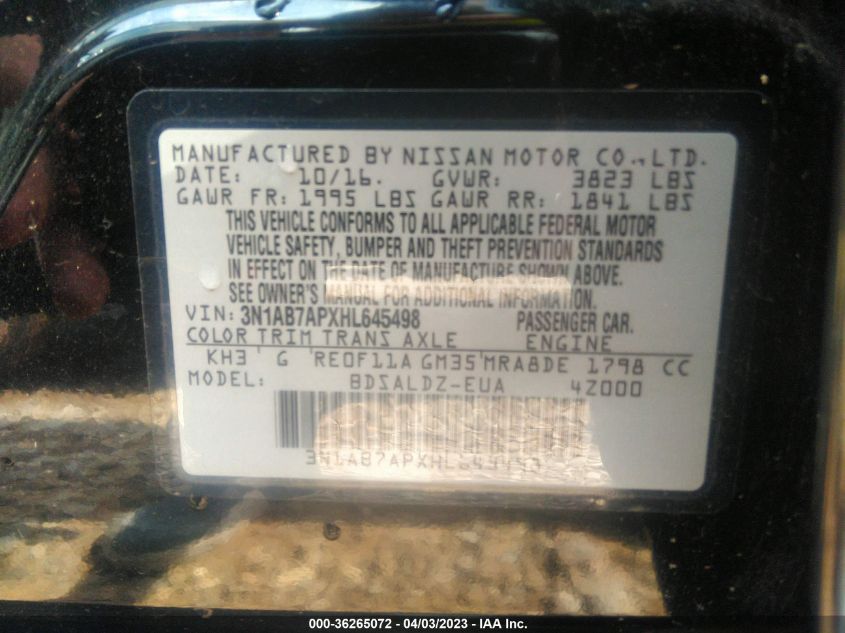 MANUFACTURED BY NISSAN MOTOR CO., LTD.
DATE: 10/16. GVWR: 3823 LBS
GAWR FR: 1995 LBS GAWR RR: 1841 LBS
THIS VEHICLE CONFORMS TO ALL APPLICABLE FEDERAL MOTOR
VEHICLE SAFETY, BUMPER AND THEFT PREVENTION STANDARDS
IN EFFECT ON THE DATE OF MANUFACTURE SHOWN ABOVE.
SEE OWNER'S MANUAL FOR ADDITIONAL INFORMATION.
VIN: 3N1AB7APXHL645498 PASSENGER CAR.
COLOR TRIM TRANS AXLE ENGINE
KH3 G RE0F11A GM35 MRA8DE 1798 CC
MODEL: BDSALDZ-EUA 4Z000
000-36265072 - 04/03/2023 - IAA Inc.